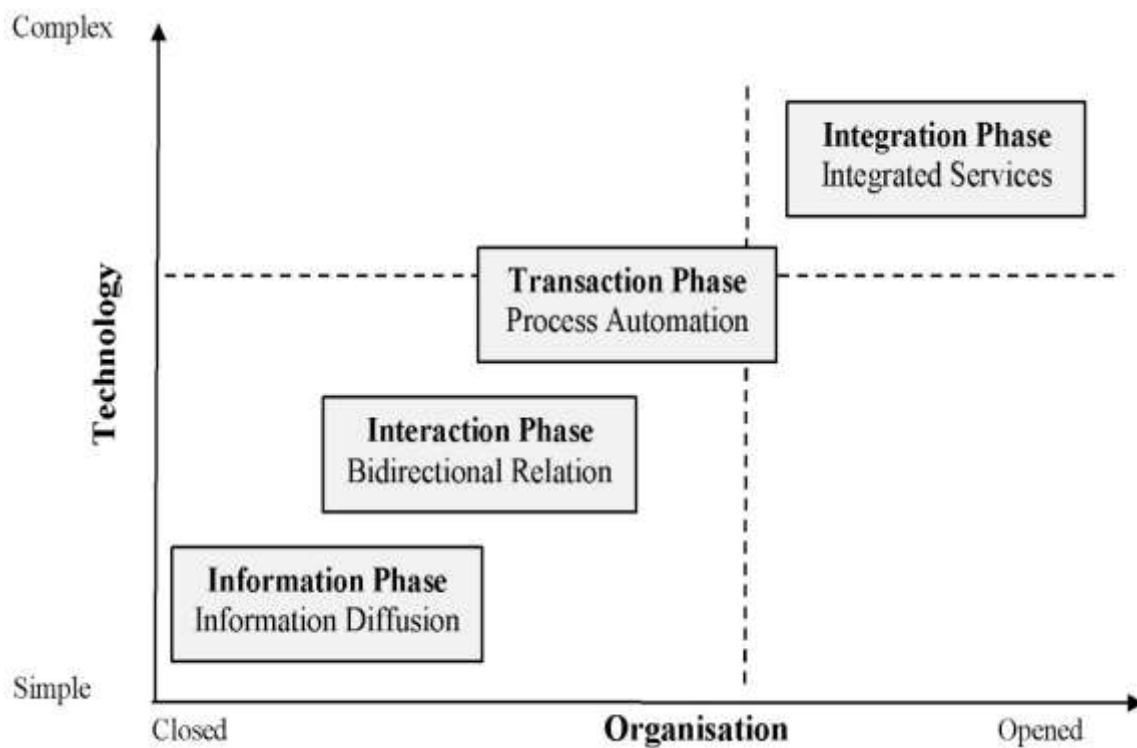 Complex
Integration Phase
Integrated Services
Technology
Transaction Phase
Process Automation
Interaction Phase
Bidirectional Relation
Information Phase
Information Diffusion
Simple
Closed
Organisation
Opened